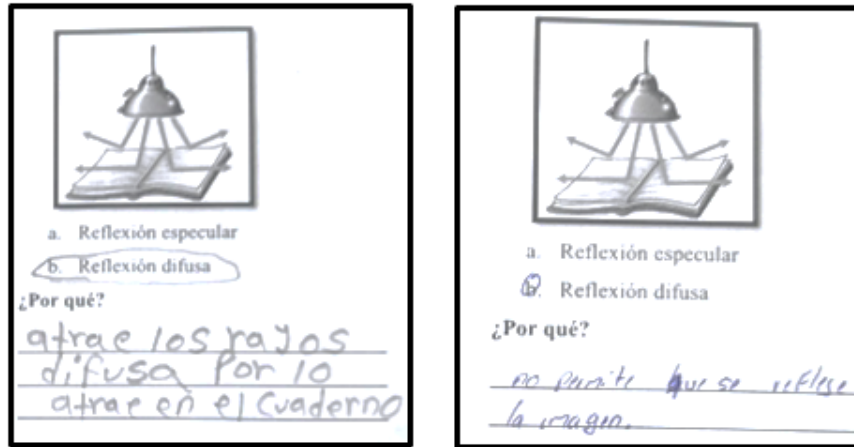 a. Reflexión especular
b. Reflexión difusa
¿Por qué?
atrae los rayos
difusa por lo
atrae en el cuaderno
a. Reflexión especular
b. Reflexión difusa
¿Por qué?
no permite que se reflege
la imagen.